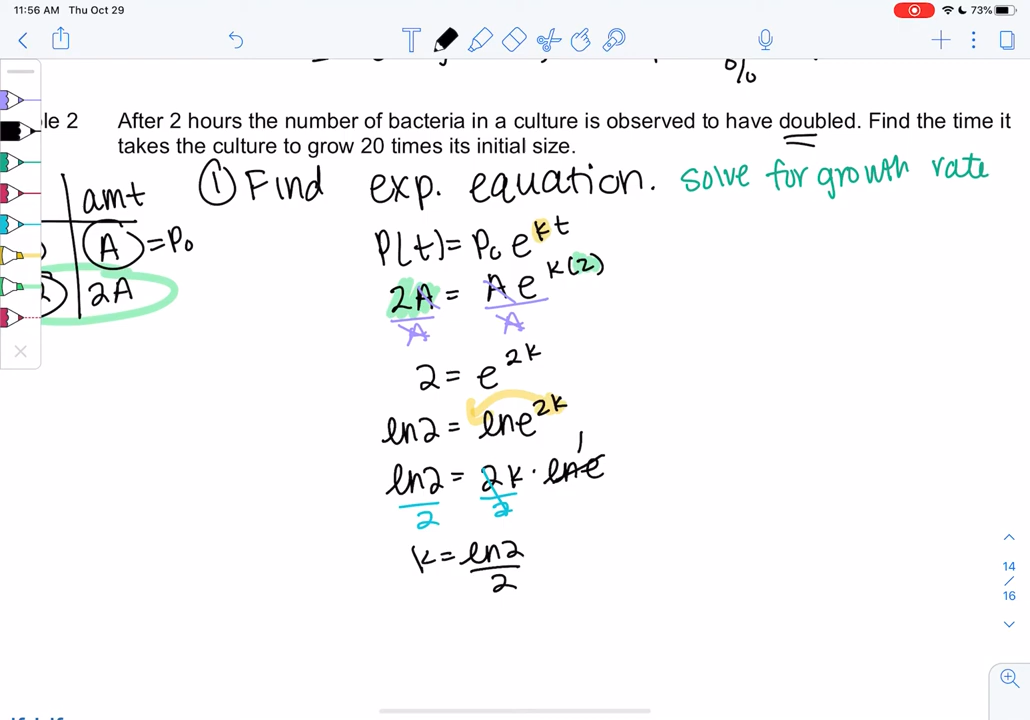 11:56 AM Thu Oct 29
73%
%
le 2 After 2 hours the number of bacteria in a culture is observed to have doubled. Find the time it
takes the culture to grow 20 times its initial size.
① Find exp. equation. solve for growth rate
amt
A = P₀
2A
P(t) = P₀ e^kt
2A = A e^k(2)
A A
2 = e^2k
ln2 = lne^2k
ln2 = 2k · lne 1
2 2
k = ln2
2
14
/
16